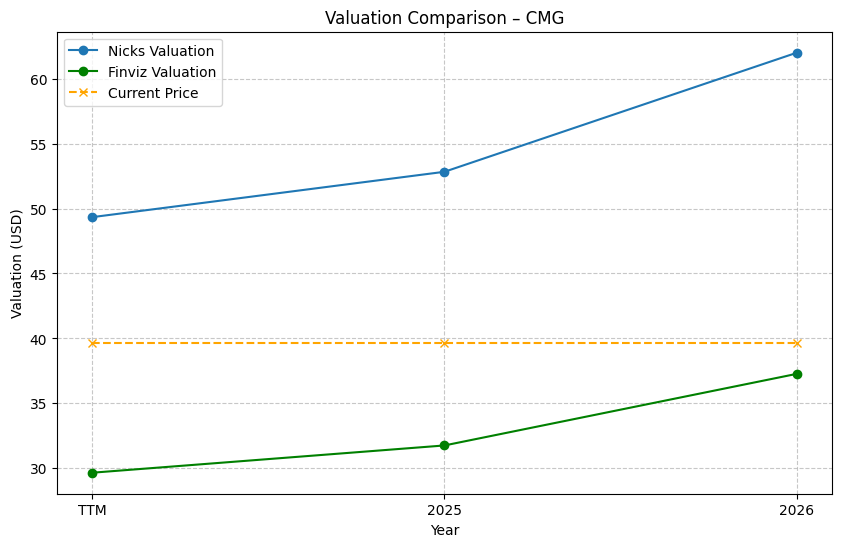 Valuation Comparison – CMG
Nicks Valuation
Finviz Valuation
Current Price
Valuation (USD)
60
55
50
45
40
35
30
TTM
2025
2026
Year